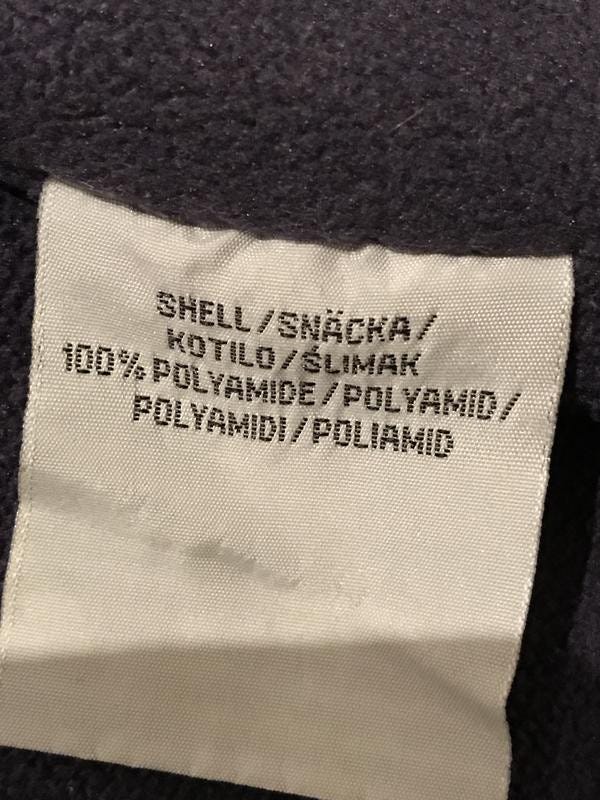 SHELL/SNÄCKA/
KOTILO/ŚLIMAK
100% POLYAMIDE/POLYAMID/
POLYAMIDI/POLIAMID